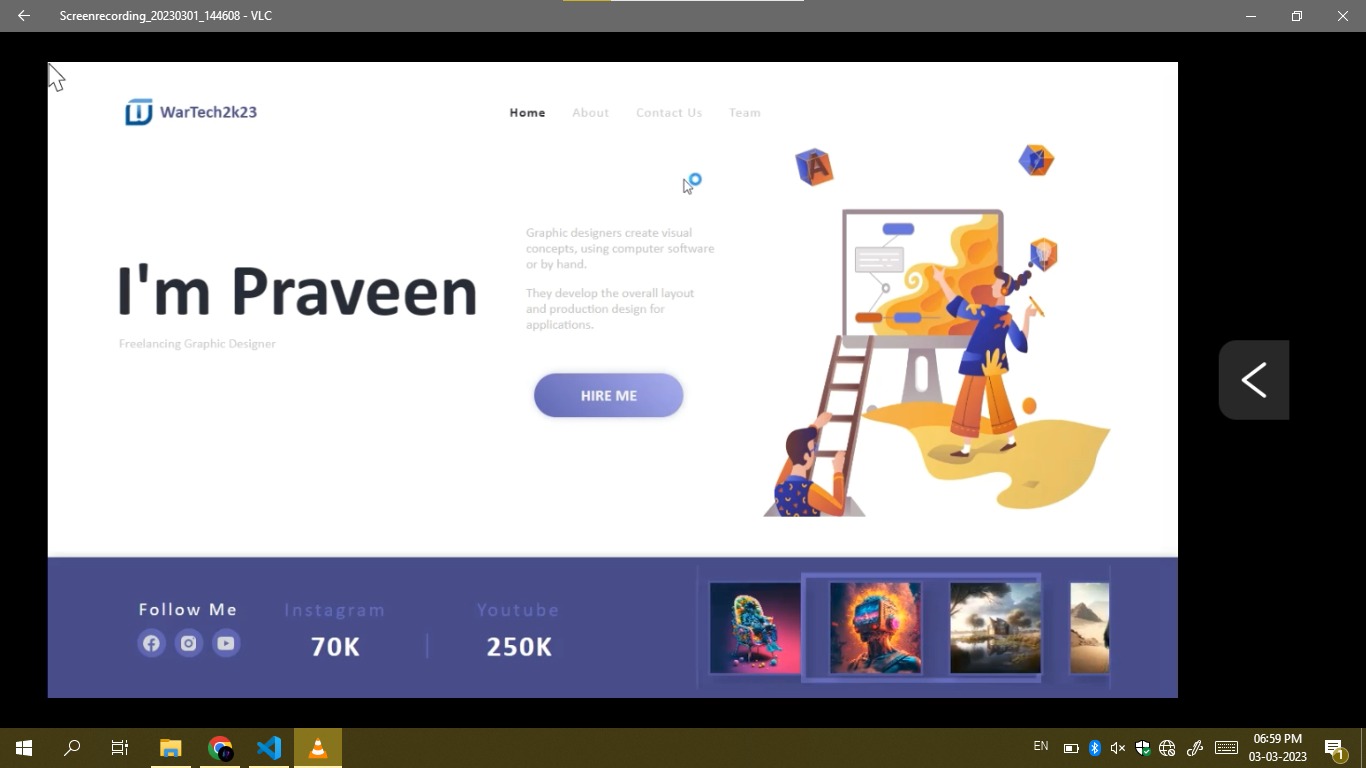 Screenrecording_20230301_144608 - VLC
WarTech2k23
Home About Contact Us Team
A
Graphic designers create visual
concepts, using computer software
or by hand.
They develop the overall layout
and production design for
applications.
I'm Praveen
Freelancing Graphic Designer
HIRE ME
Follow Me Instagram Youtube
70K 250K
EN
06:59 PM
03-03-2023
1